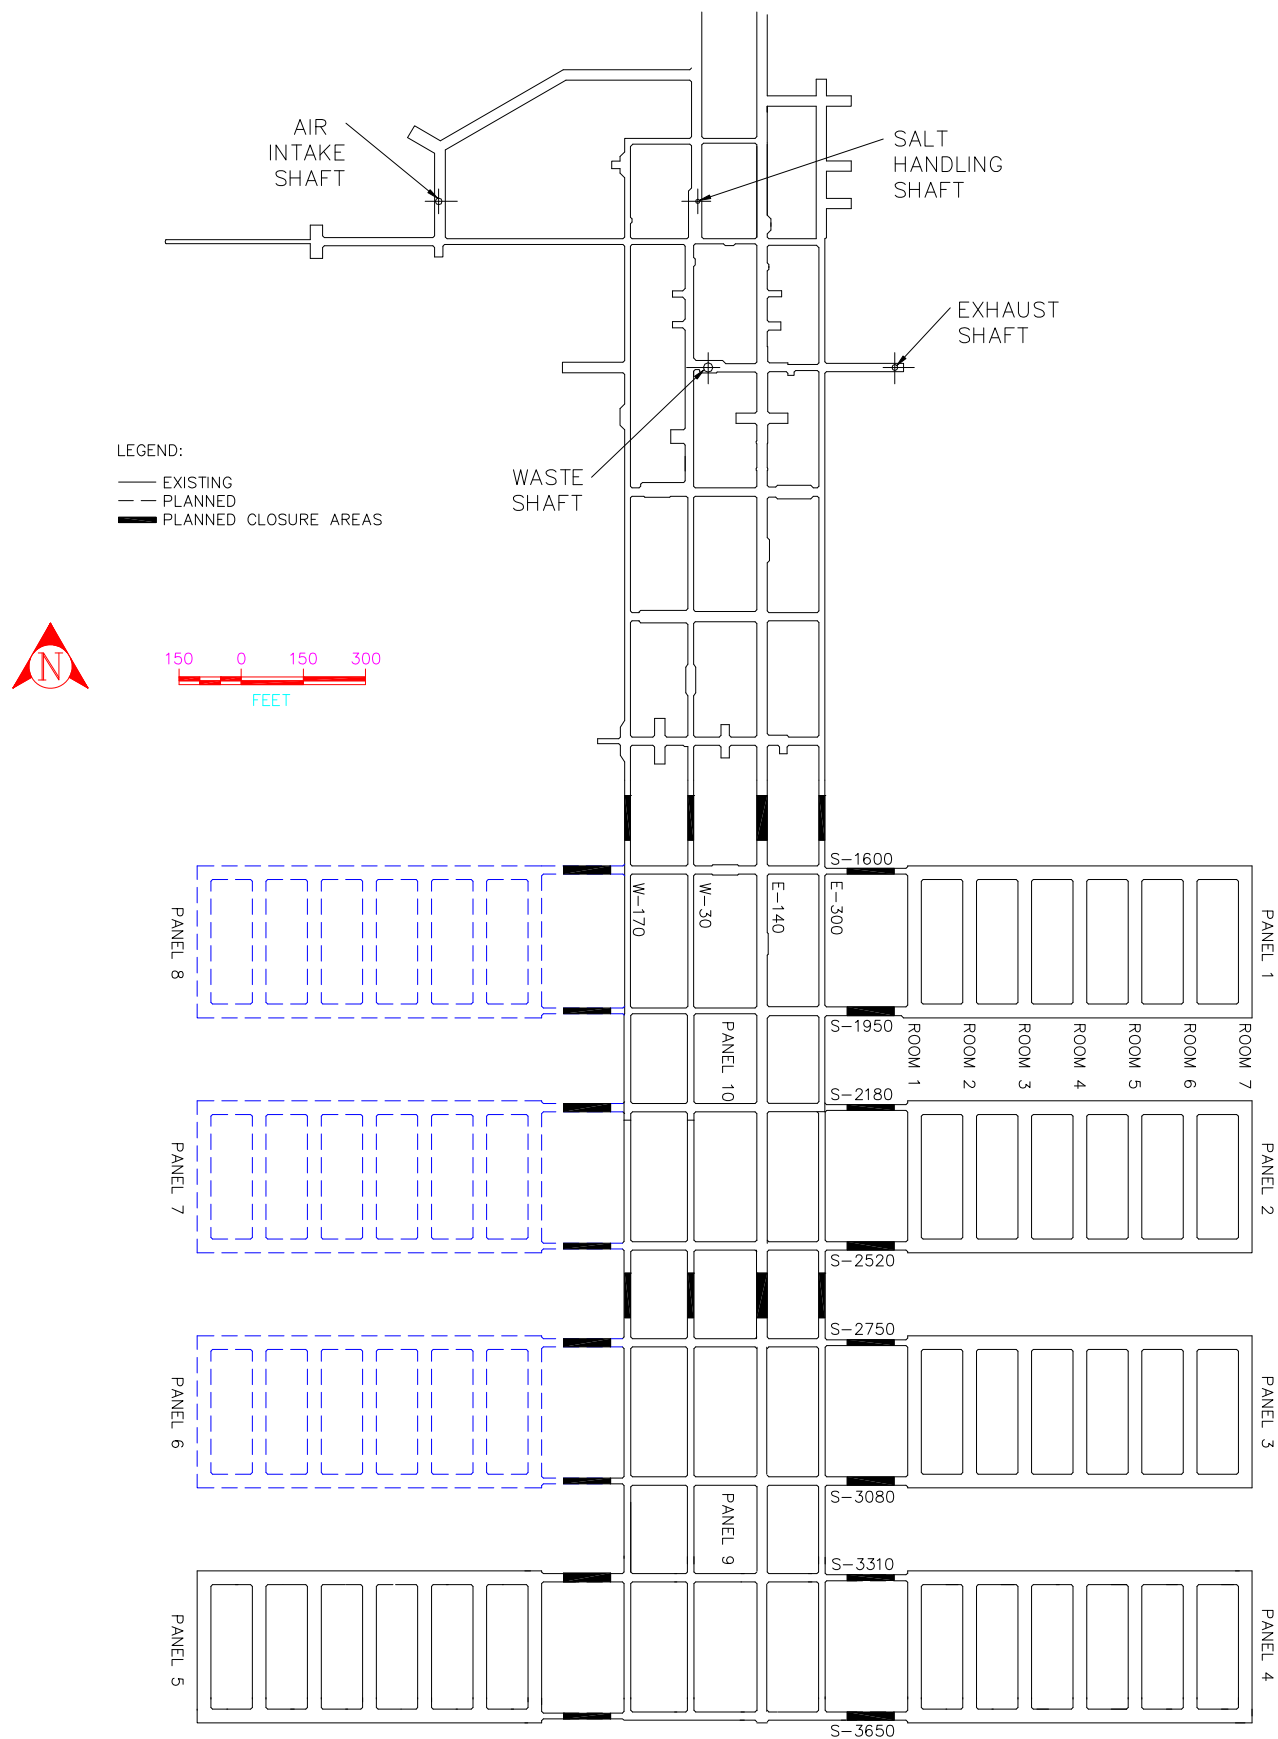 AIR
INTAKE
SHAFT
SALT
HANDLING
SHAFT
EXHAUST
SHAFT
LEGEND:
EXISTING
PLANNED
PLANNED CLOSURE AREAS
WASTE
SHAFT
N
150 0 150 300
FEET
S-1600
W-170
W-30
E-140
E-300
PANEL 8
PANEL 1
S-1950
PANEL 10
ROOM 1
ROOM 2
ROOM 3
ROOM 4
ROOM 5
ROOM 6
ROOM 7
S-2180
PANEL 7
PANEL 2
S-2520
S-2750
PANEL 6
PANEL 3
S-3080
PANEL 9
S-3310
PANEL 5
PANEL 4
S-3650